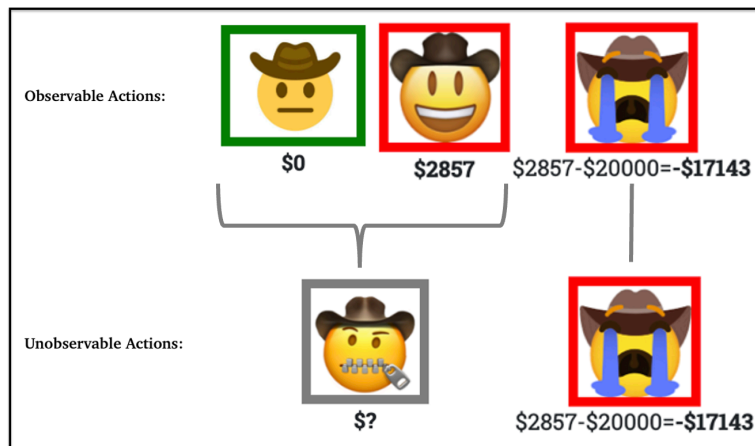 Observable Actions:
$0
$2857
$2857-$20000=-$17143
Unobservable Actions:
$?
$2857-$20000=-$17143